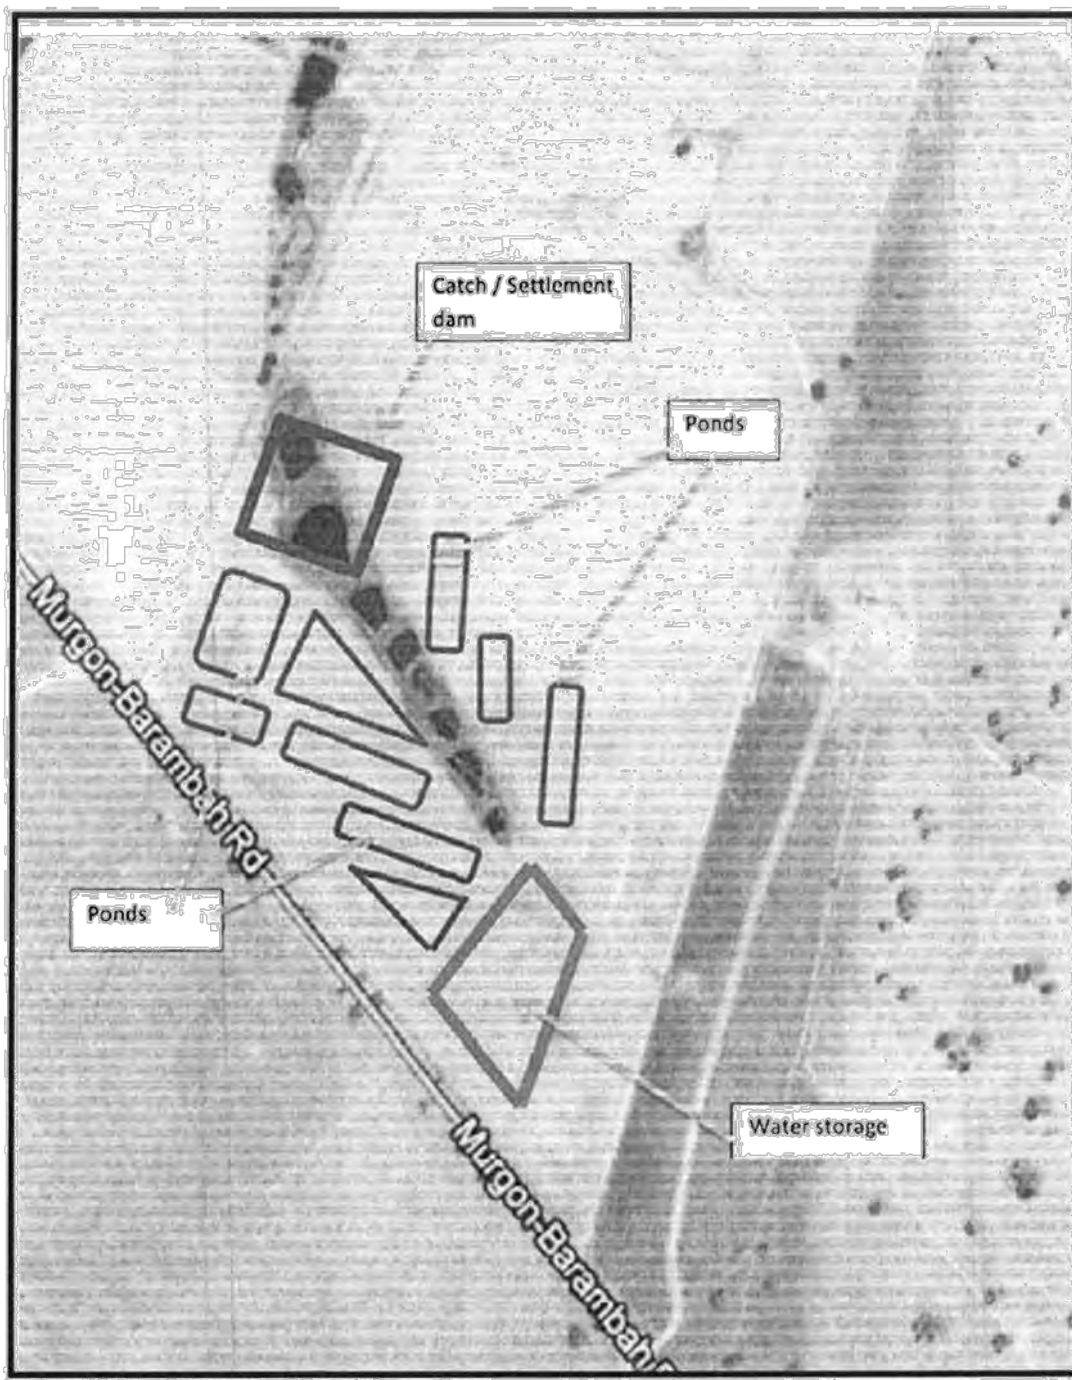 Catch / Settlement
dam
Ponds
Murgon-Barambah Rd
Ponds
Water storage
Murgon-Barambah R